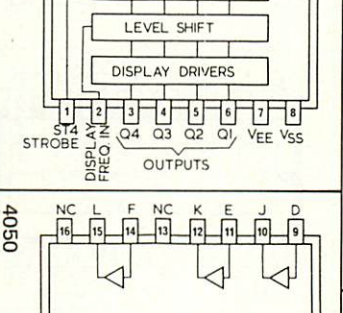 LEVEL SHIFT
DISPLAY DRIVERS
1 2 3 4 5 6 7 8
ST4 STROBE
DISPLAY FREQ. IN
Q4 Q3 Q2 Q1 VEE VSS
OUTPUTS
4050
NC L F NC K E J D
16 15 14 13 12 11 10 9